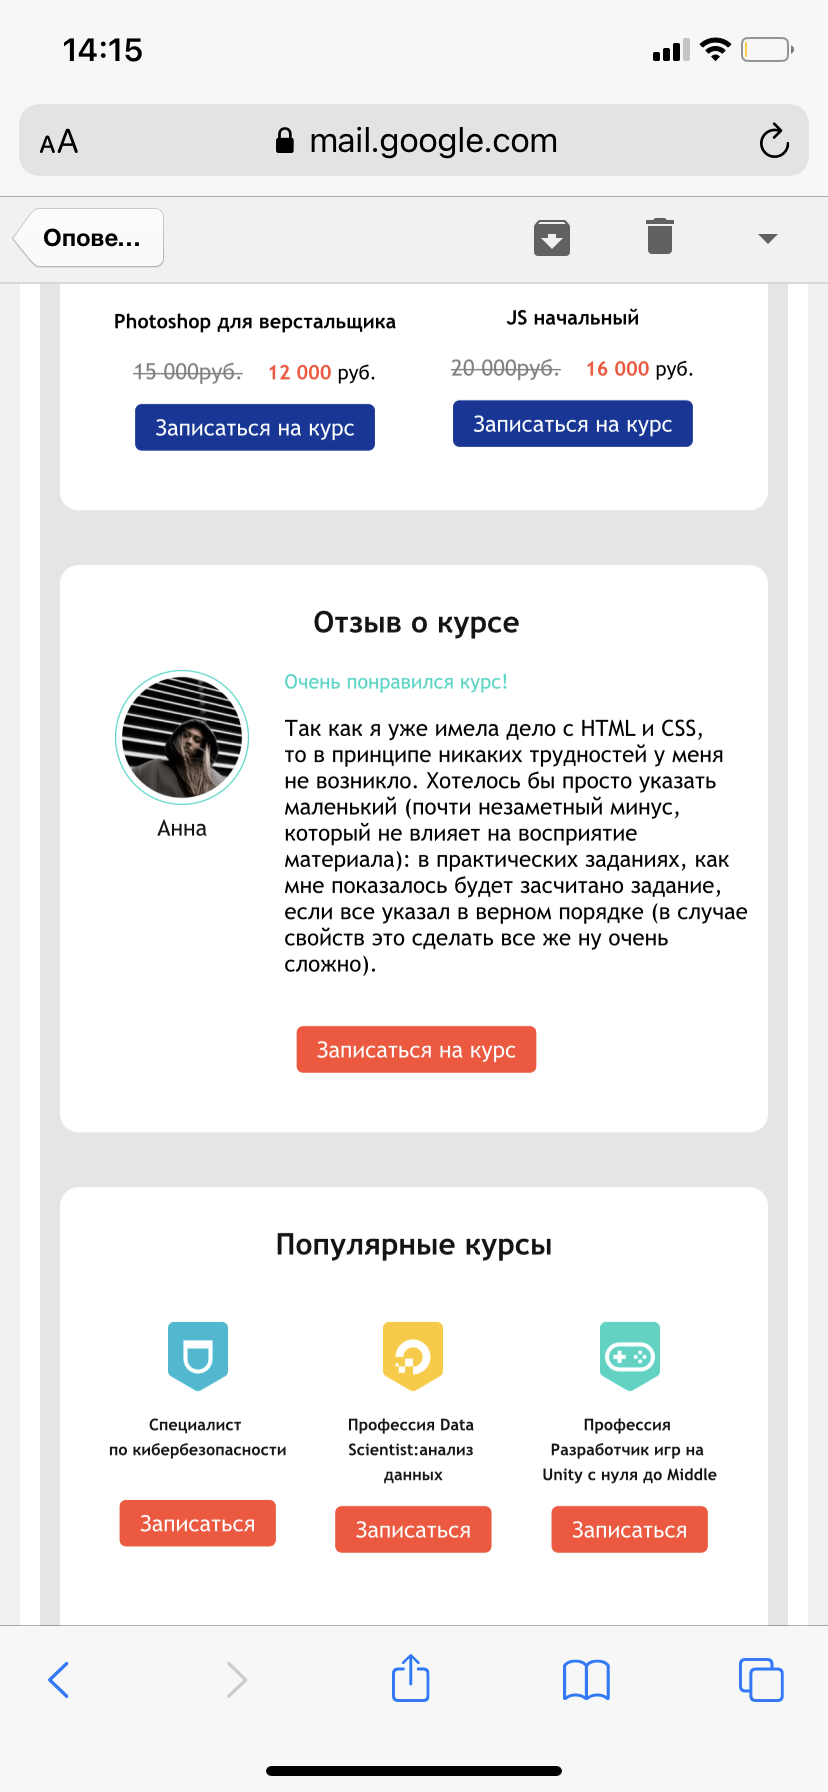 14:15
AA
mail.google.com
Опове...
Photoshop для верстальщика
15 000руб. 12 000 руб.
Записаться на курс
JS начальный
20 000руб. 16 000 руб.
Записаться на курс
Отзыв о курсе
Анна
Очень понравился курс!
Так как я уже имела дело с HTML и CSS,
то в принципе никаких трудностей у меня
не возникло. Хотелось бы просто указать
маленький (почти незаметный минус,
который не влияет на восприятие
материала): в практических заданиях, как
мне показалось будет засчитано задание,
если все указал в верном порядке (в случае
свойств это сделать все же ну очень
сложно).
Записаться на курс
Популярные курсы
Специалист
по кибербезопасности
Записаться
Профессия Data
Scientist:анализ
данных
Записаться
Профессия
Разработчик игр на
Unity с нуля до Middle
Записаться